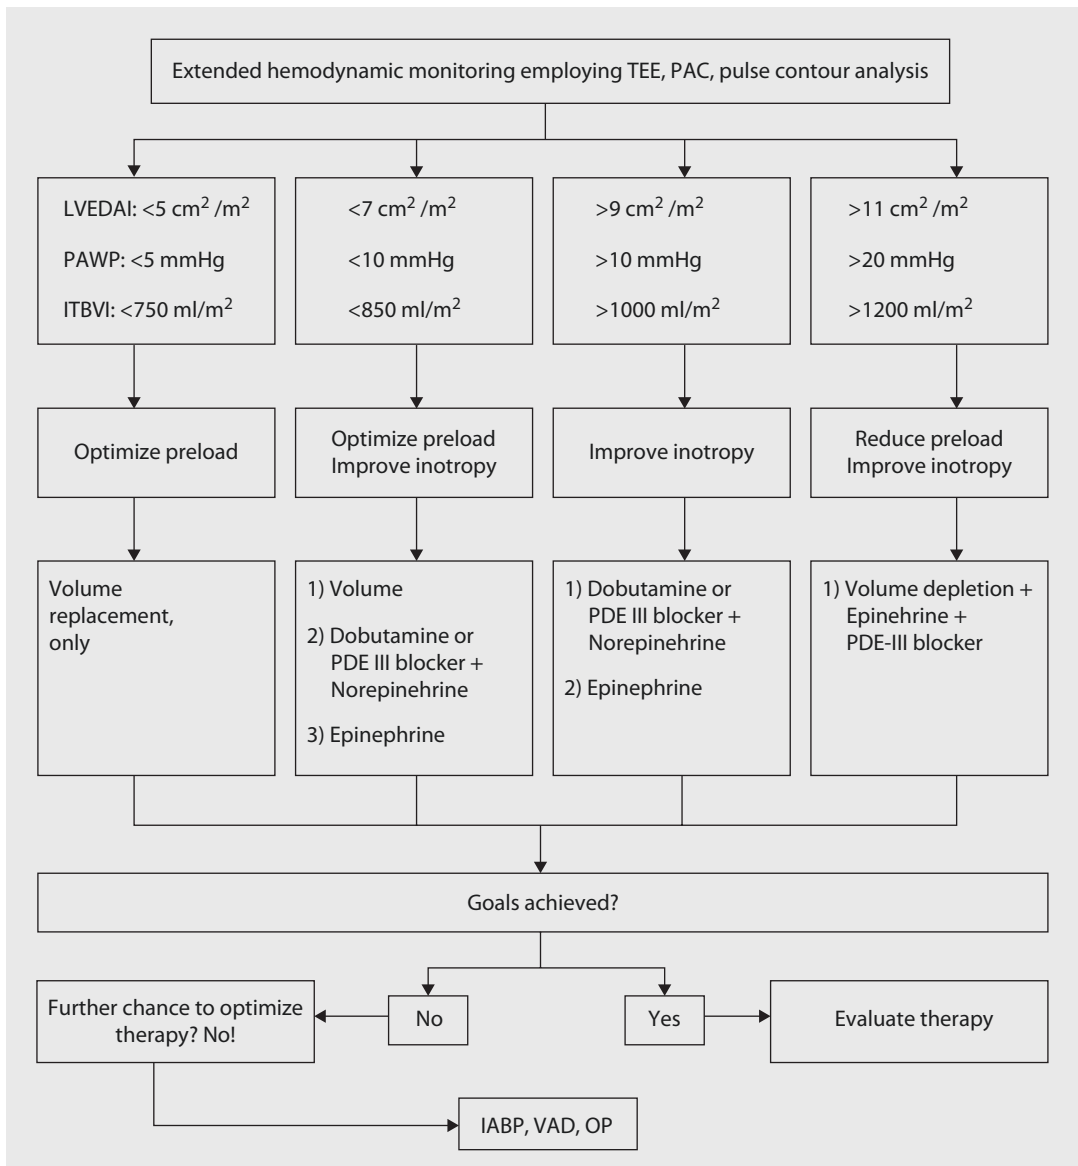 Extended hemodynamic monitoring employing TEE, PAC, pulse contour analysis
LVEDAI: <5 cm² /m²
PAWP: <5 mmHg
ITBVI: <750 ml/m²
<7 cm² /m²
<10 mmHg
<850 ml/m²
>9 cm² /m²
>10 mmHg
>1000 ml/m²
>11 cm² /m²
>20 mmHg
>1200 ml/m²
Optimize preload
Optimize preload
Improve inotropy
Improve inotropy
Reduce preload
Improve inotropy
Volume
replacement,
only
1) Volume
2) Dobutamine or
PDE III blocker +
Norepinehrine
3) Epinephrine
1) Dobutamine or
PDE III blocker +
Norepinehrine
2) Epinephrine
1) Volume depletion +
Epinehrine +
PDE-III blocker
Goals achieved?
Further chance to optimize
therapy? No!
No
Yes
Evaluate therapy
IABP, VAD, OP